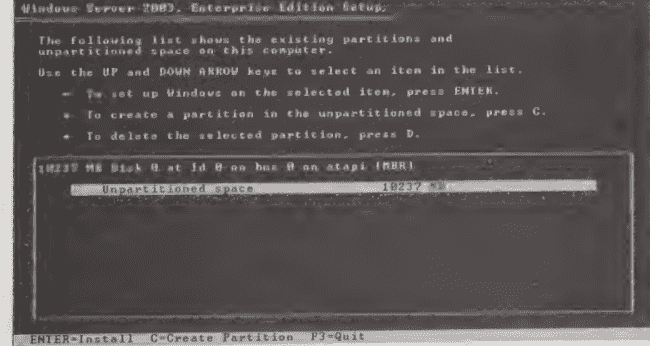 Windows Server 2003, Enterprise Edition Setup.
The following list shows the existing partitions and
unpartitioned space on this computer.
Use the UP and DOWN ARROW keys to select an item in the list.
• To set up Windows on the selected item, press ENTER.
• To create a partition in the unpartitioned space, press C.
• To delete the selected partition, press D.
10237 MB Disk 0 at Id 0 on bus 0 on atapi [MBR]
Unpartitioned space 10237 MB
ENTER=Install C=Create Partition F3=Quit